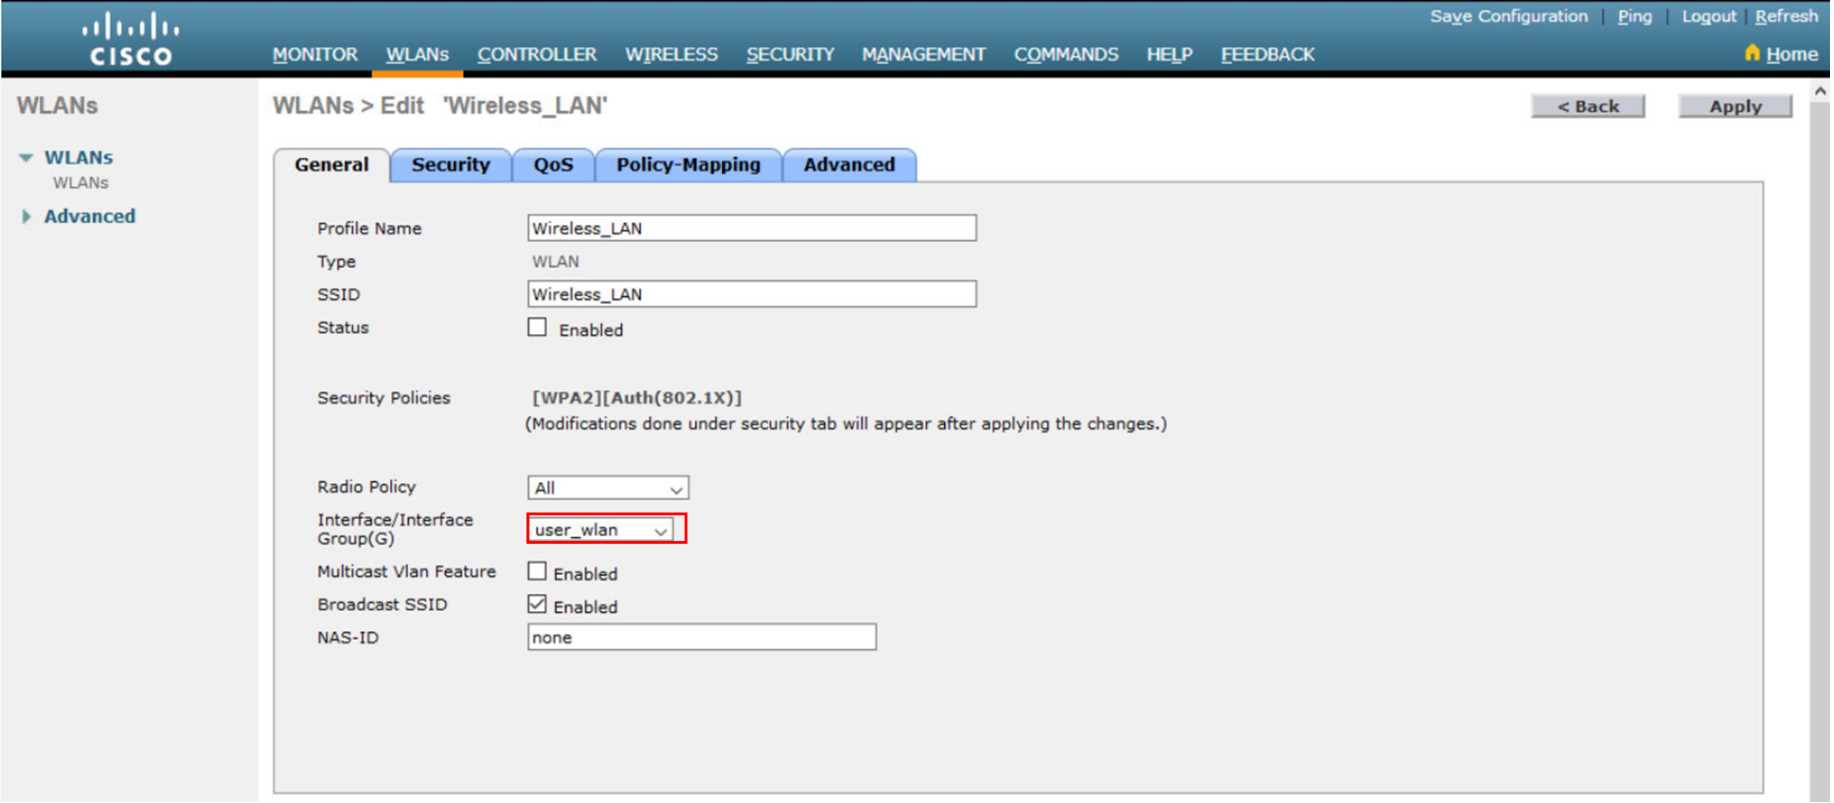 Save Configuration | Ping | Logout | Refresh
CISCO
MONITOR WLANs CONTROLLER WIRELESS SECURITY MANAGEMENT COMMANDS HELP FEEDBACK Home
WLANs
WLANs > Edit 'Wireless_LAN'
< Back Apply
WLANs
WLANs
Advanced
General Security QoS Policy-Mapping Advanced
Profile Name Wireless_LAN
Type WLAN
SSID Wireless_LAN
Status Enabled
Security Policies [WPA2][Auth(802.1X)]
(Modifications done under security tab will appear after applying the changes.)
Radio Policy All
Interface/Interface
Group(G) user_wlan
Multicast Vlan Feature Enabled
Broadcast SSID Enabled
NAS-ID none